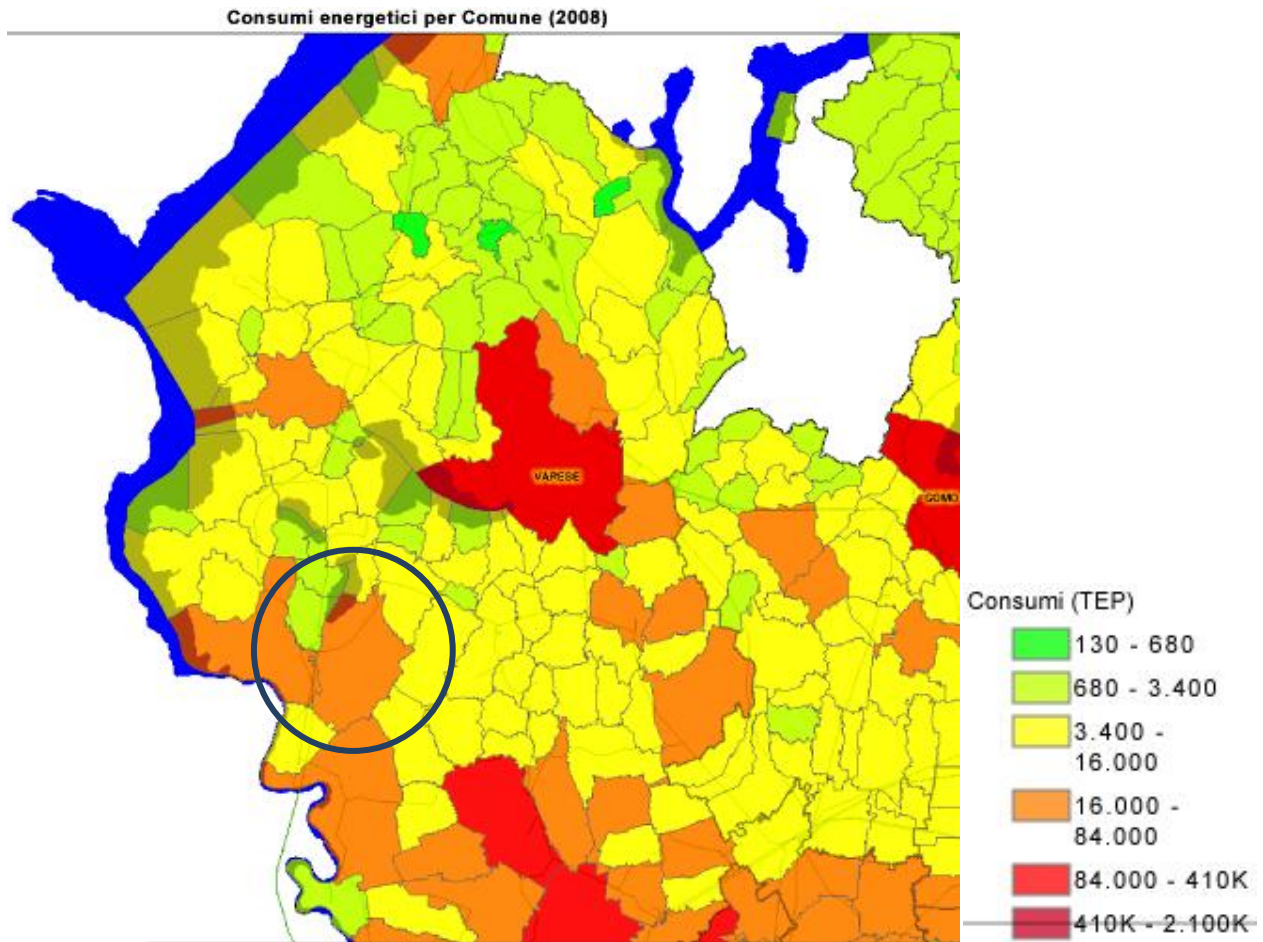 Consumi energetici per Comune (2008)
VARESE
COMO
Consumi (TEP)
130 - 680
680 - 3.400
3.400 -
16.000
16.000 -
84.000
84.000 - 410K
410K - 2.100K